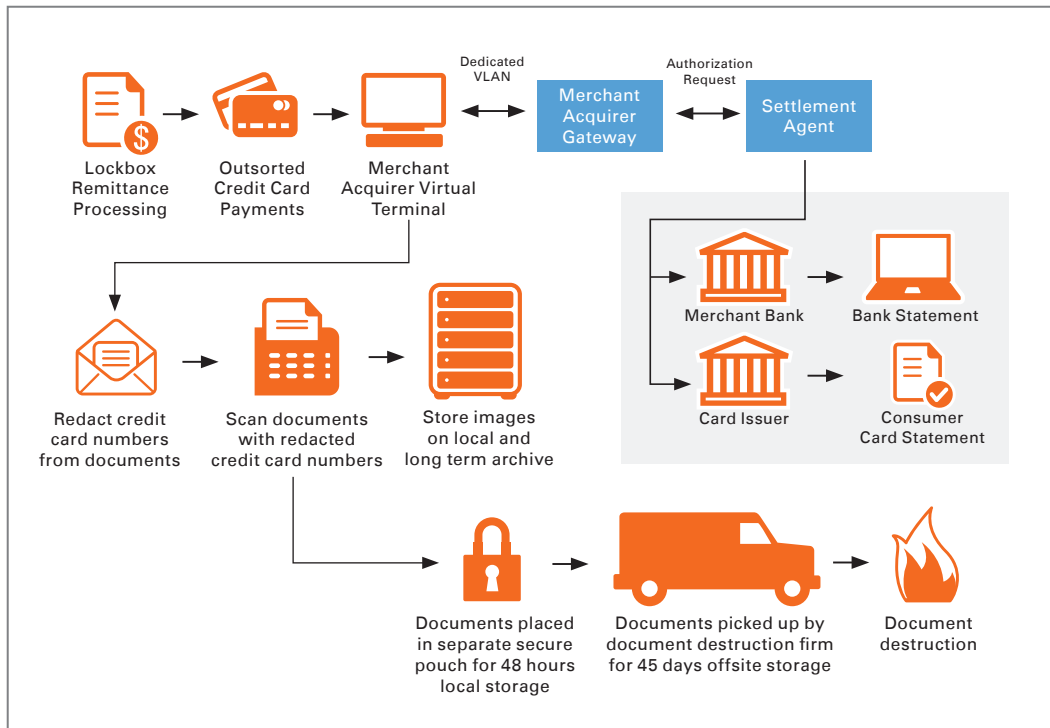 Dedicated
VLAN
Authorization
Request
Merchant
Acquirer
Gateway
Settlement
Agent
$
Lockbox
Remittance
Processing
Outsorted
Credit Card
Payments
Merchant
Acquirer Virtual
Terminal
Merchant Bank
Bank Statement
Card Issuer
Consumer
Card Statement
Redact credit
card numbers
from documents
Scan documents
with redacted
credit card numbers
Store images
on local and
long term archive
Documents placed
in separate secure
pouch for 48 hours
local storage
Documents picked up by
document destruction firm
for 45 days offsite storage
Document
destruction